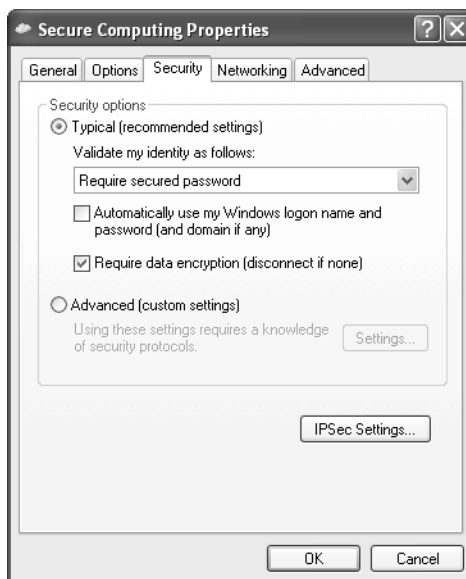 Secure Computing Properties
General Options Security Networking Advanced
Security options
Typical (recommended settings)
Validate my identity as follows:
Require secured password
Automatically use my Windows logon name and
password (and domain if any)
Require data encryption (disconnect if none)
Advanced (custom settings)
Using these settings requires a knowledge
of security protocols.
Settings...
IPSec Settings...
OK Cancel